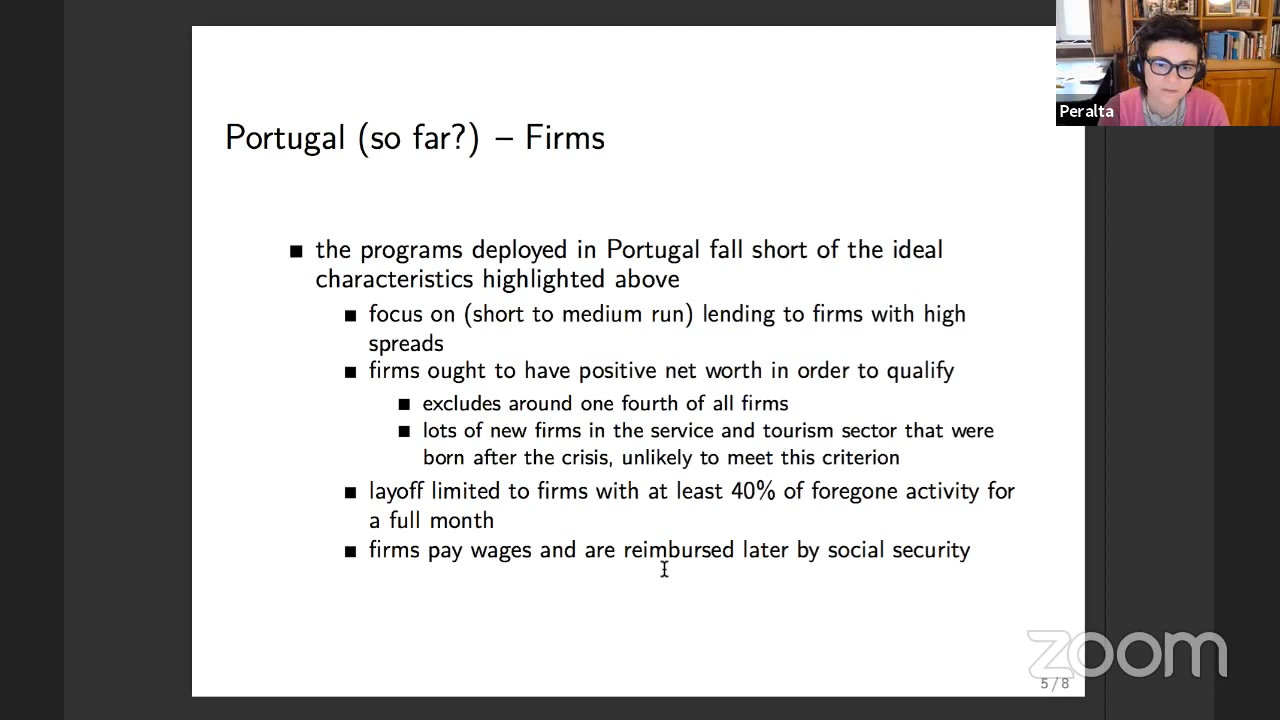 Peralta
Portugal (so far?) – Firms
■ the programs deployed in Portugal fall short of the ideal
characteristics highlighted above
■ focus on (short to medium run) lending to firms with high
spreads
■ firms ought to have positive net worth in order to qualify
■ excludes around one fourth of all firms
■ lots of new firms in the service and tourism sector that were
born after the crisis, unlikely to meet this criterion
■ layoff limited to firms with at least 40% of foregone activity for
a full month
■ firms pay wages and are reimbursed later by social security
zoom
5 / 8